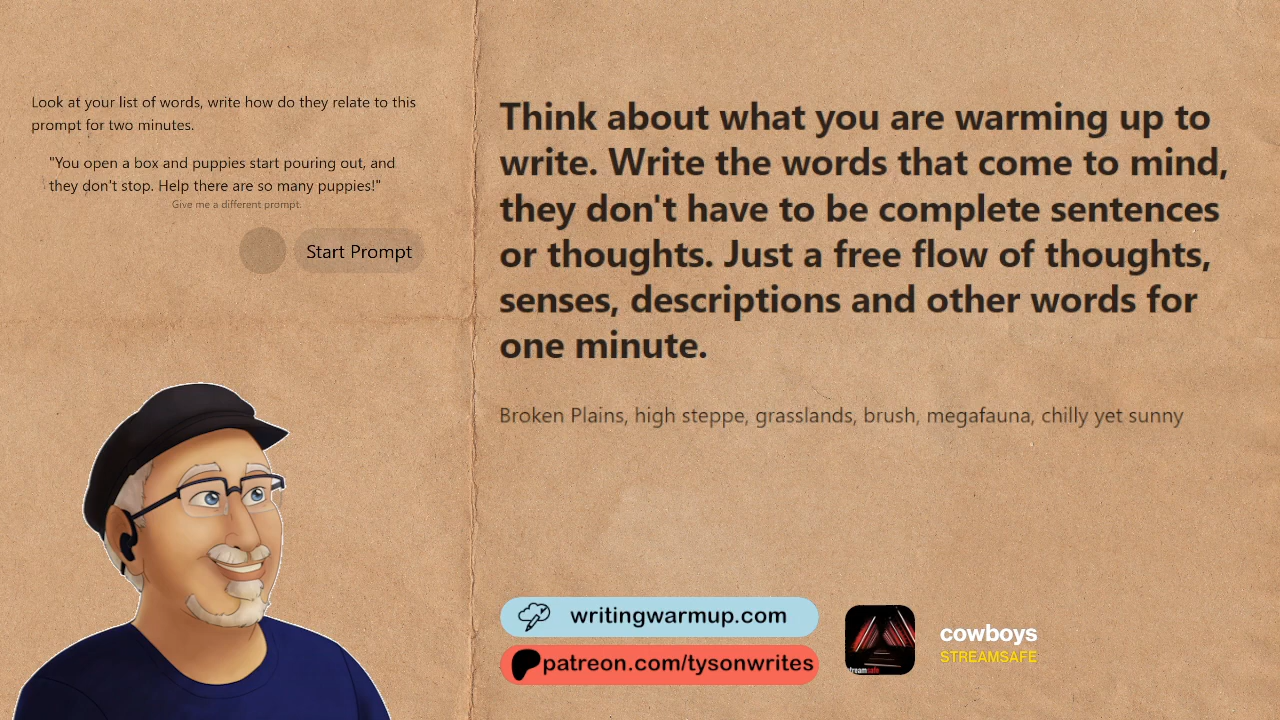 Look at your list of words, write how do they relate to this
prompt for two minutes.
"You open a box and puppies start pouring out, and
they don't stop. Help there are so many puppies!"
Give me a different prompt.
Start Prompt
Think about what you are warming up to
write. Write the words that come to mind,
they don't have to be complete sentences
or thoughts. Just a free flow of thoughts,
senses, descriptions and other words for
one minute.
Broken Plains, high steppe, grasslands, brush, megafauna, chilly yet sunny
writingwarmup.com
patreon.com/tysonwrites
streamsafe
cowboys
STREAMSAFE